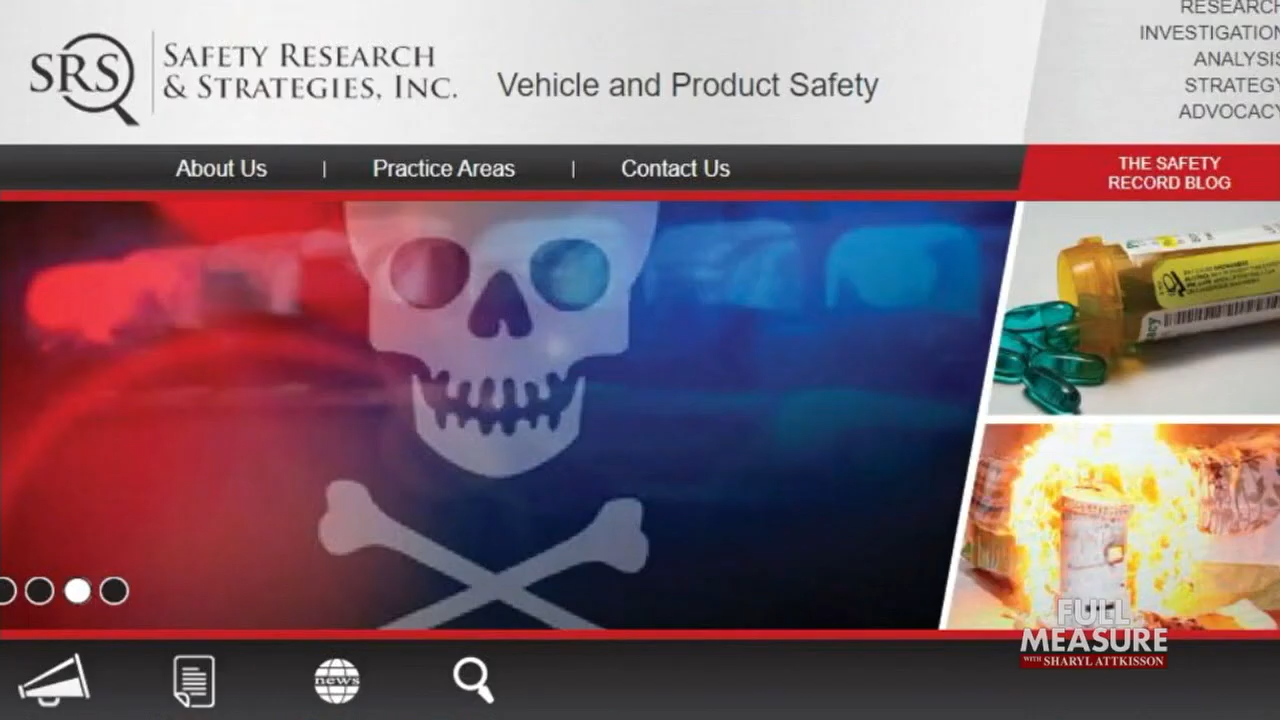 SRS
SAFETY RESEARCH
& STRATEGIES, INC.
Vehicle and Product Safety
RESEARCH
INVESTIGATION
ANALYSIS
STRATEGY
ADVOCACY
About Us | Practice Areas | Contact Us
THE SAFETY
RECORD BLOG
news
FULL
MEASURE
WITH SHARYL ATTKISSON